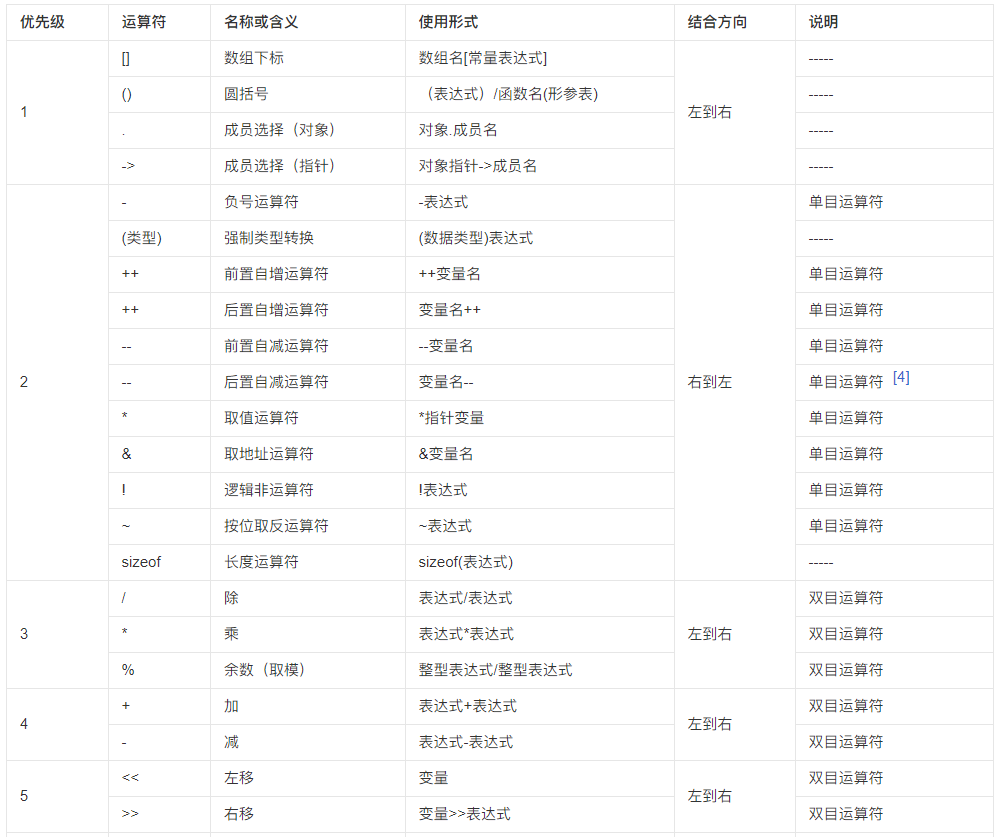 优先级 运算符 名称或含义 使用形式 结合方向 说明
1 [] 数组下标 数组名[常量表达式] 左到右 -----
() 圆括号 （表达式）/函数名(形参表) -----
. 成员选择（对象） 对象.成员名 -----
-> 成员选择（指针） 对象指针->成员名 -----
2 - 负号运算符 -表达式 右到左 单目运算符
(类型) 强制类型转换 (数据类型)表达式 -----
++ 前置自增运算符 ++变量名 单目运算符
++ 后置自增运算符 变量名++ 单目运算符
-- 前置自减运算符 --变量名 单目运算符
-- 后置自减运算符 变量名-- 单目运算符 [4]
* 取值运算符 *指针变量 单目运算符
& 取地址运算符 &变量名 单目运算符
! 逻辑非运算符 !表达式 单目运算符
~ 按位取反运算符 ~表达式 单目运算符
sizeof 长度运算符 sizeof(表达式) -----
3 / 除 表达式/表达式 左到右 双目运算符
* 乘 表达式*表达式 双目运算符
% 余数（取模） 整型表达式/整型表达式 双目运算符
4 + 加 表达式+表达式 左到右 双目运算符
- 减 表达式-表达式 双目运算符
5 << 左移 变量 左到右 双目运算符
>> 右移 变量>>表达式 双目运算符